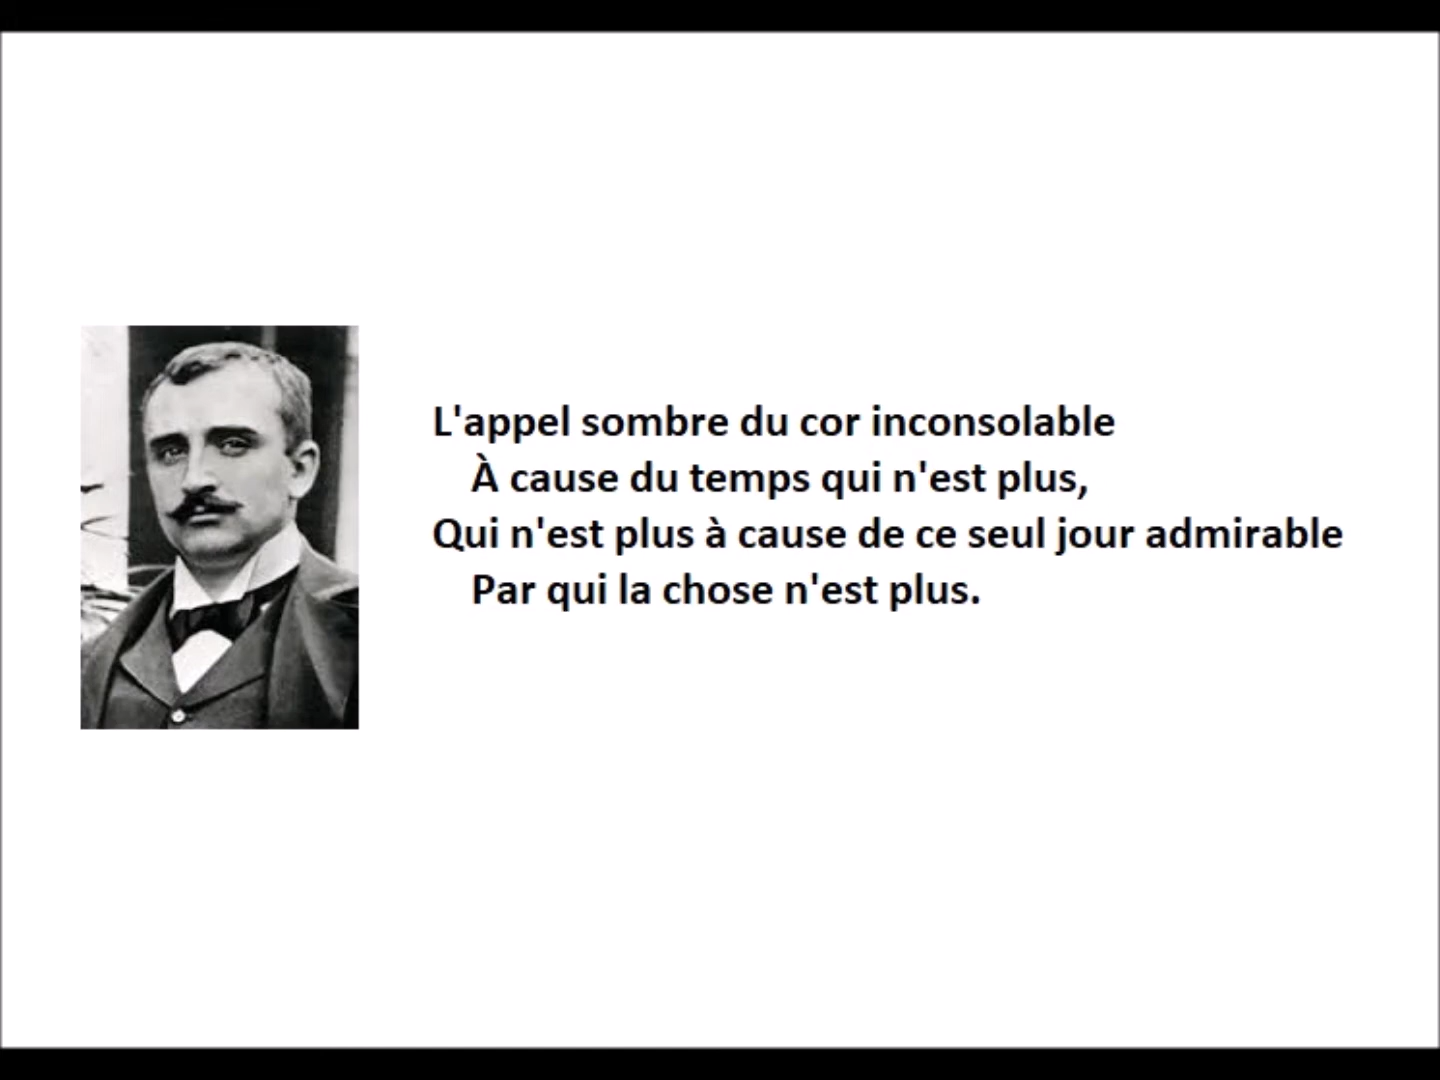 L'appel sombre du cor inconsolable
À cause du temps qui n'est plus,
Qui n'est plus à cause de ce seul jour admirable
Par qui la chose n'est plus.